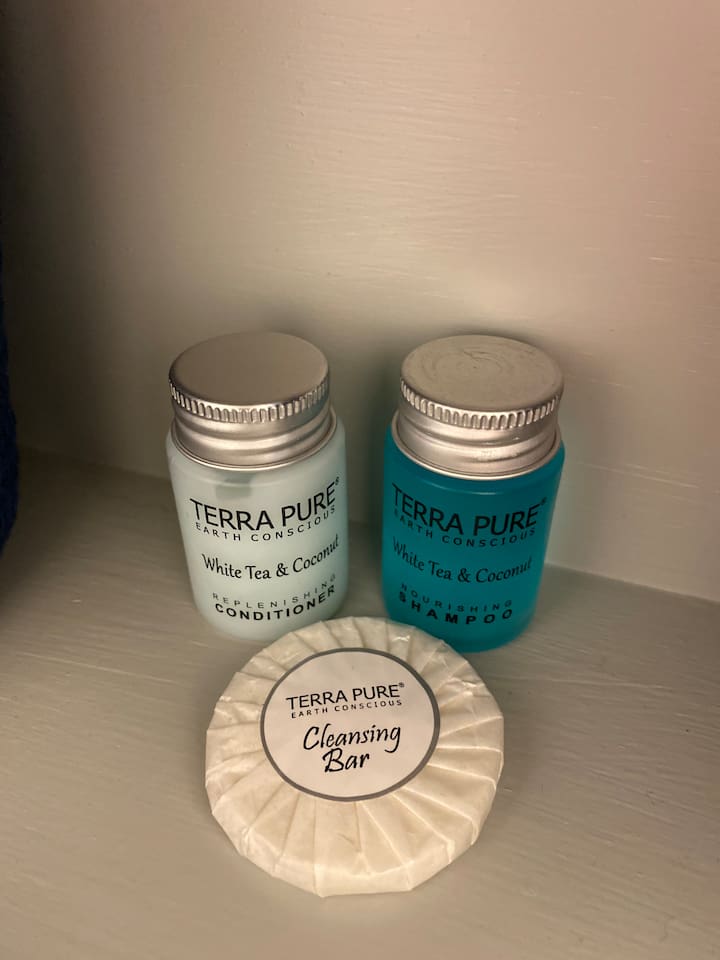 TERRA PURE®
EARTH CONSCIOUS
White Tea & Coconut
REPLENISHING
CONDITIONER
TERRA PURE®
EARTH CONSCIOUS
White Tea & Coconut
NOURISHING
SHAMPOO
TERRA PURE®
EARTH CONSCIOUS
Cleansing
Bar